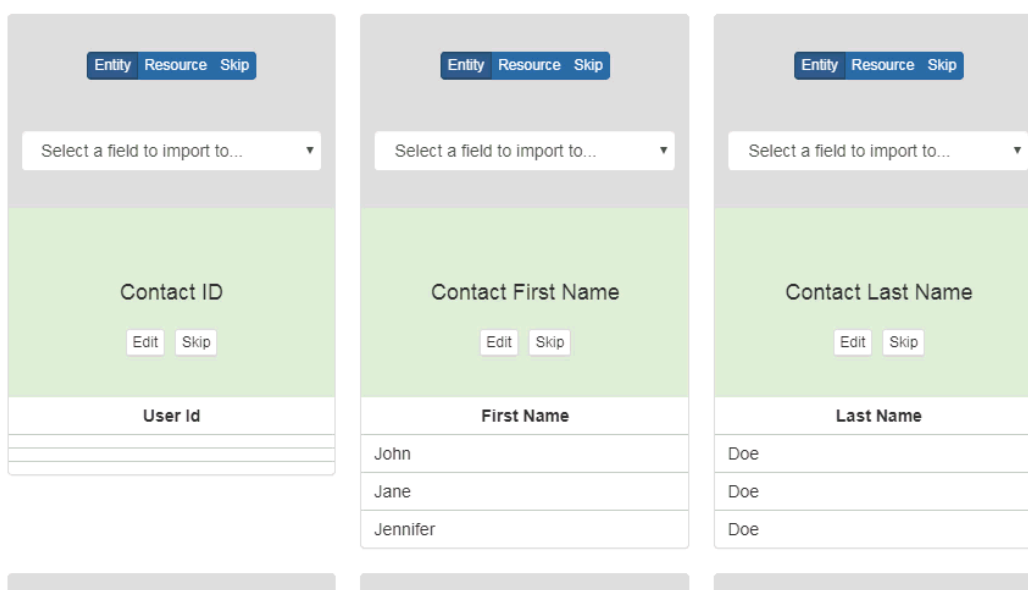 Entity Resource Skip
Select a field to import to...
Contact ID
Edit Skip
User Id
Entity Resource Skip
Select a field to import to...
Contact First Name
Edit Skip
First Name
John
Jane
Jennifer
Entity Resource Skip
Select a field to import to...
Contact Last Name
Edit Skip
Last Name
Doe
Doe
Doe